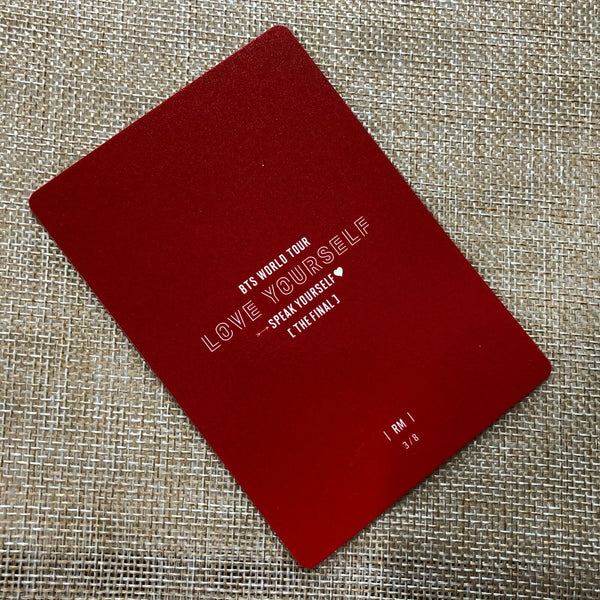 BTS WORLD TOUR
LOVE YOURSELF
SPEAK YOURSELF♥
[ THE FINAL ]
| RM |
3/8